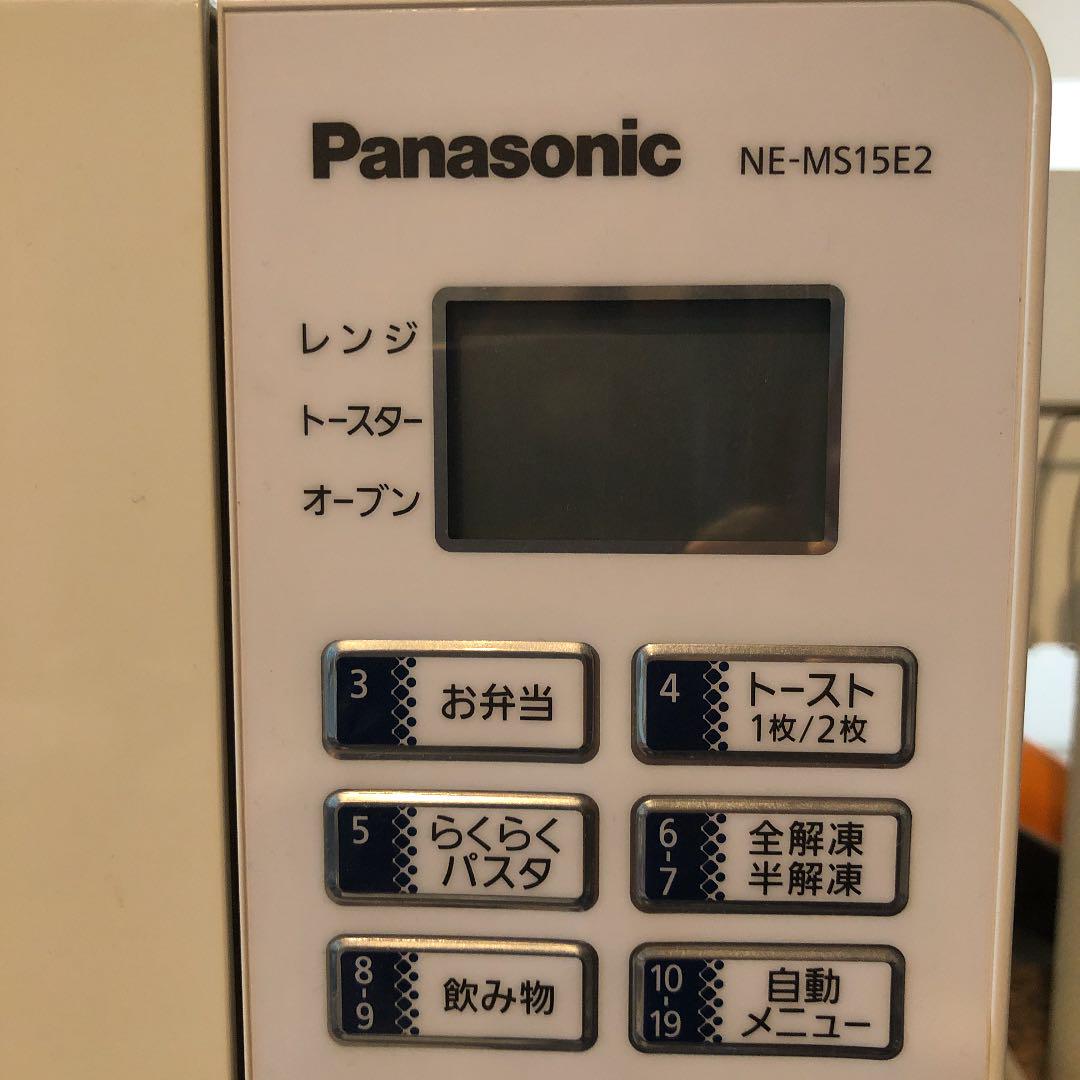 Panasonic NE-MS15E2
レンジ
トースター
オーブン
3 お弁当
4 トースト
1枚/2枚
5 らくらく
パスタ
6-7 全解凍
半解凍
8-9 飲み物
10-19 自動
メニュー